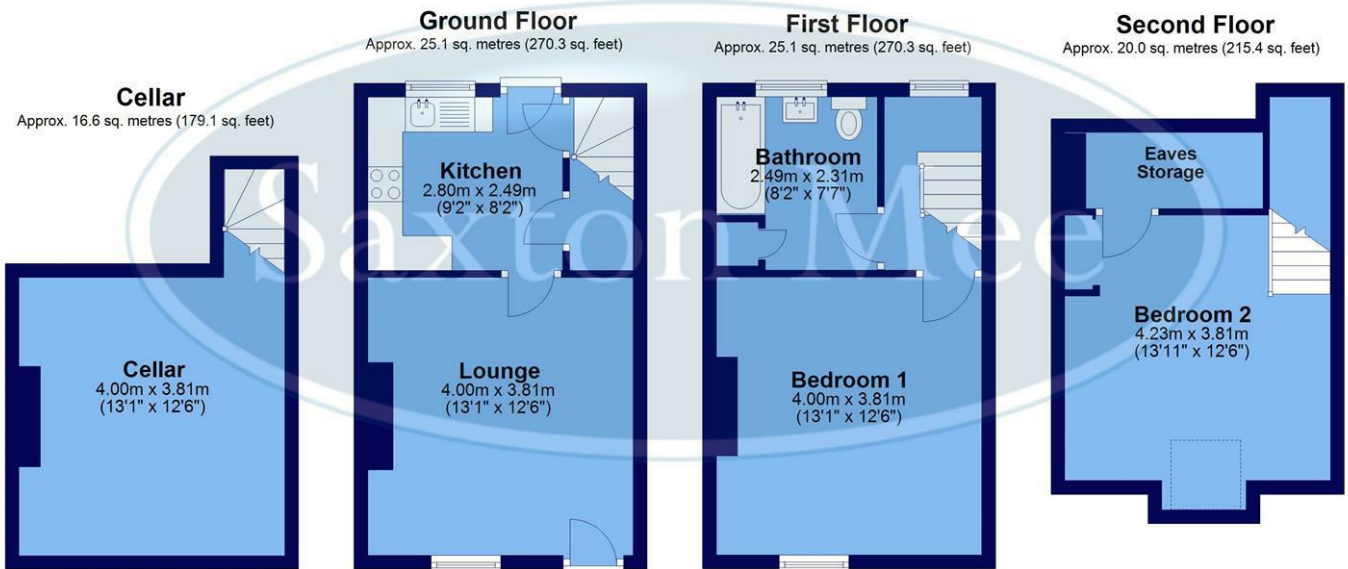 Cellar
Approx. 16.6 sq. metres (179.1 sq. feet)
Cellar
4.00m x 3.81m
(13'1" x 12'6")
Ground Floor
Approx. 25.1 sq. metres (270.3 sq. feet)
Kitchen
2.80m x 2.49m
(9'2" x 8'2")
Lounge
4.00m x 3.81m
(13'1" x 12'6")
First Floor
Approx. 25.1 sq. metres (270.3 sq. feet)
Bathroom
2.49m x 2.31m
(8'2" x 7'7")
Bedroom 1
4.00m x 3.81m
(13'1" x 12'6")
Second Floor
Approx. 20.0 sq. metres (215.4 sq. feet)
Eaves
Storage
Bedroom 2
4.23m x 3.81m
(13'11" x 12'6")
Saxton Mee